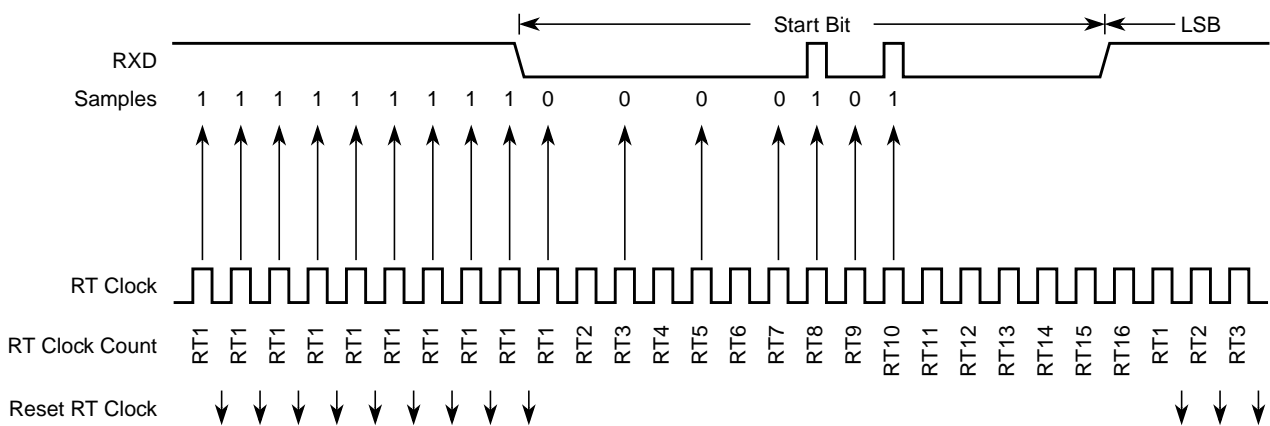 Start Bit LSB
RXD
Samples 1 1 1 1 1 1 1 1 1 0 0 0 0 1 0 1
RT Clock
RT Clock Count RT1 RT1 RT1 RT1 RT1 RT1 RT1 RT1 RT1 RT1 RT2 RT3 RT4 RT5 RT6 RT7 RT8 RT9 RT10 RT11 RT12 RT13 RT14 RT15 RT16 RT1 RT2 RT3
Reset RT Clock